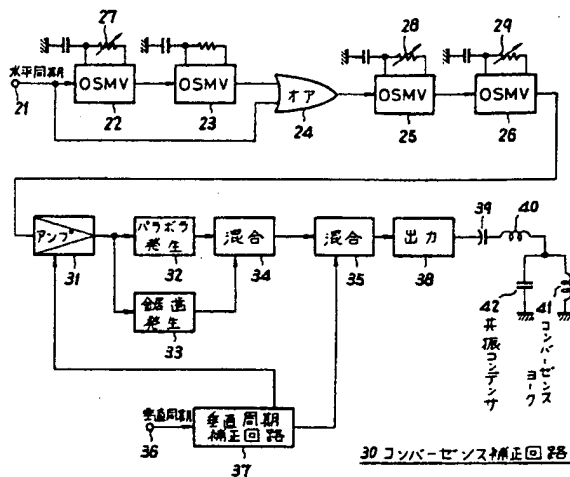 27
28
29
水平周期
21
OSMV
22
OSMV
23
オア
24
OSMV
25
OSMV
26
アンプ
31
パラボラ
発生
32
鋸歯
発生
33
混合
34
混合
35
出力
38
39
40
42
共振コンデンサ
41
コンバーゼンス
ヨーク
垂直周期
36
垂直周期
補正回路
37
30 コンバーゼンス補正回路